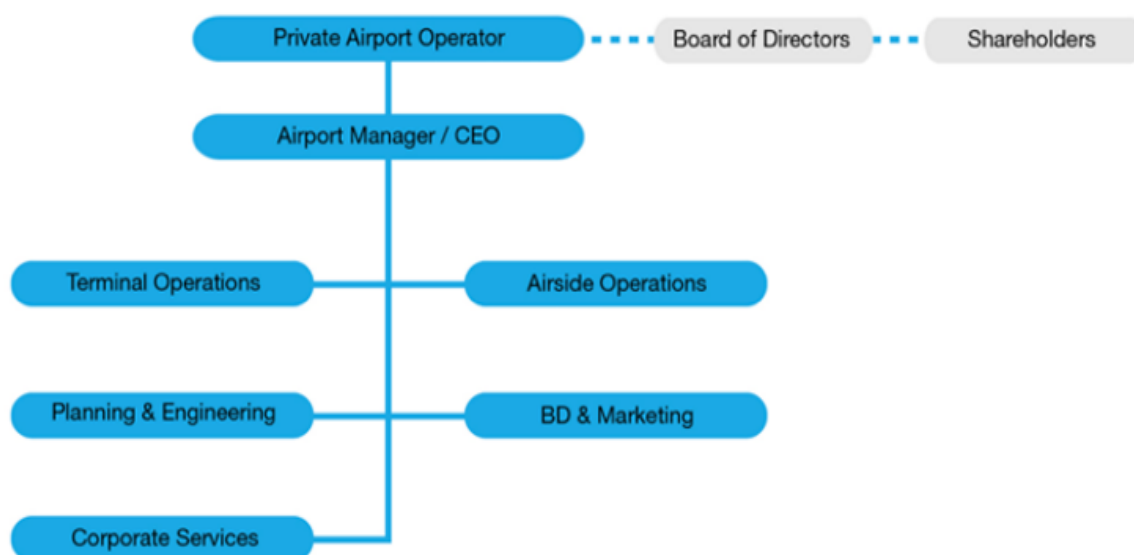 Private Airport Operator
Board of Directors
Shareholders
Airport Manager / CEO
Terminal Operations
Airside Operations
Planning & Engineering
BD & Marketing
Corporate Services